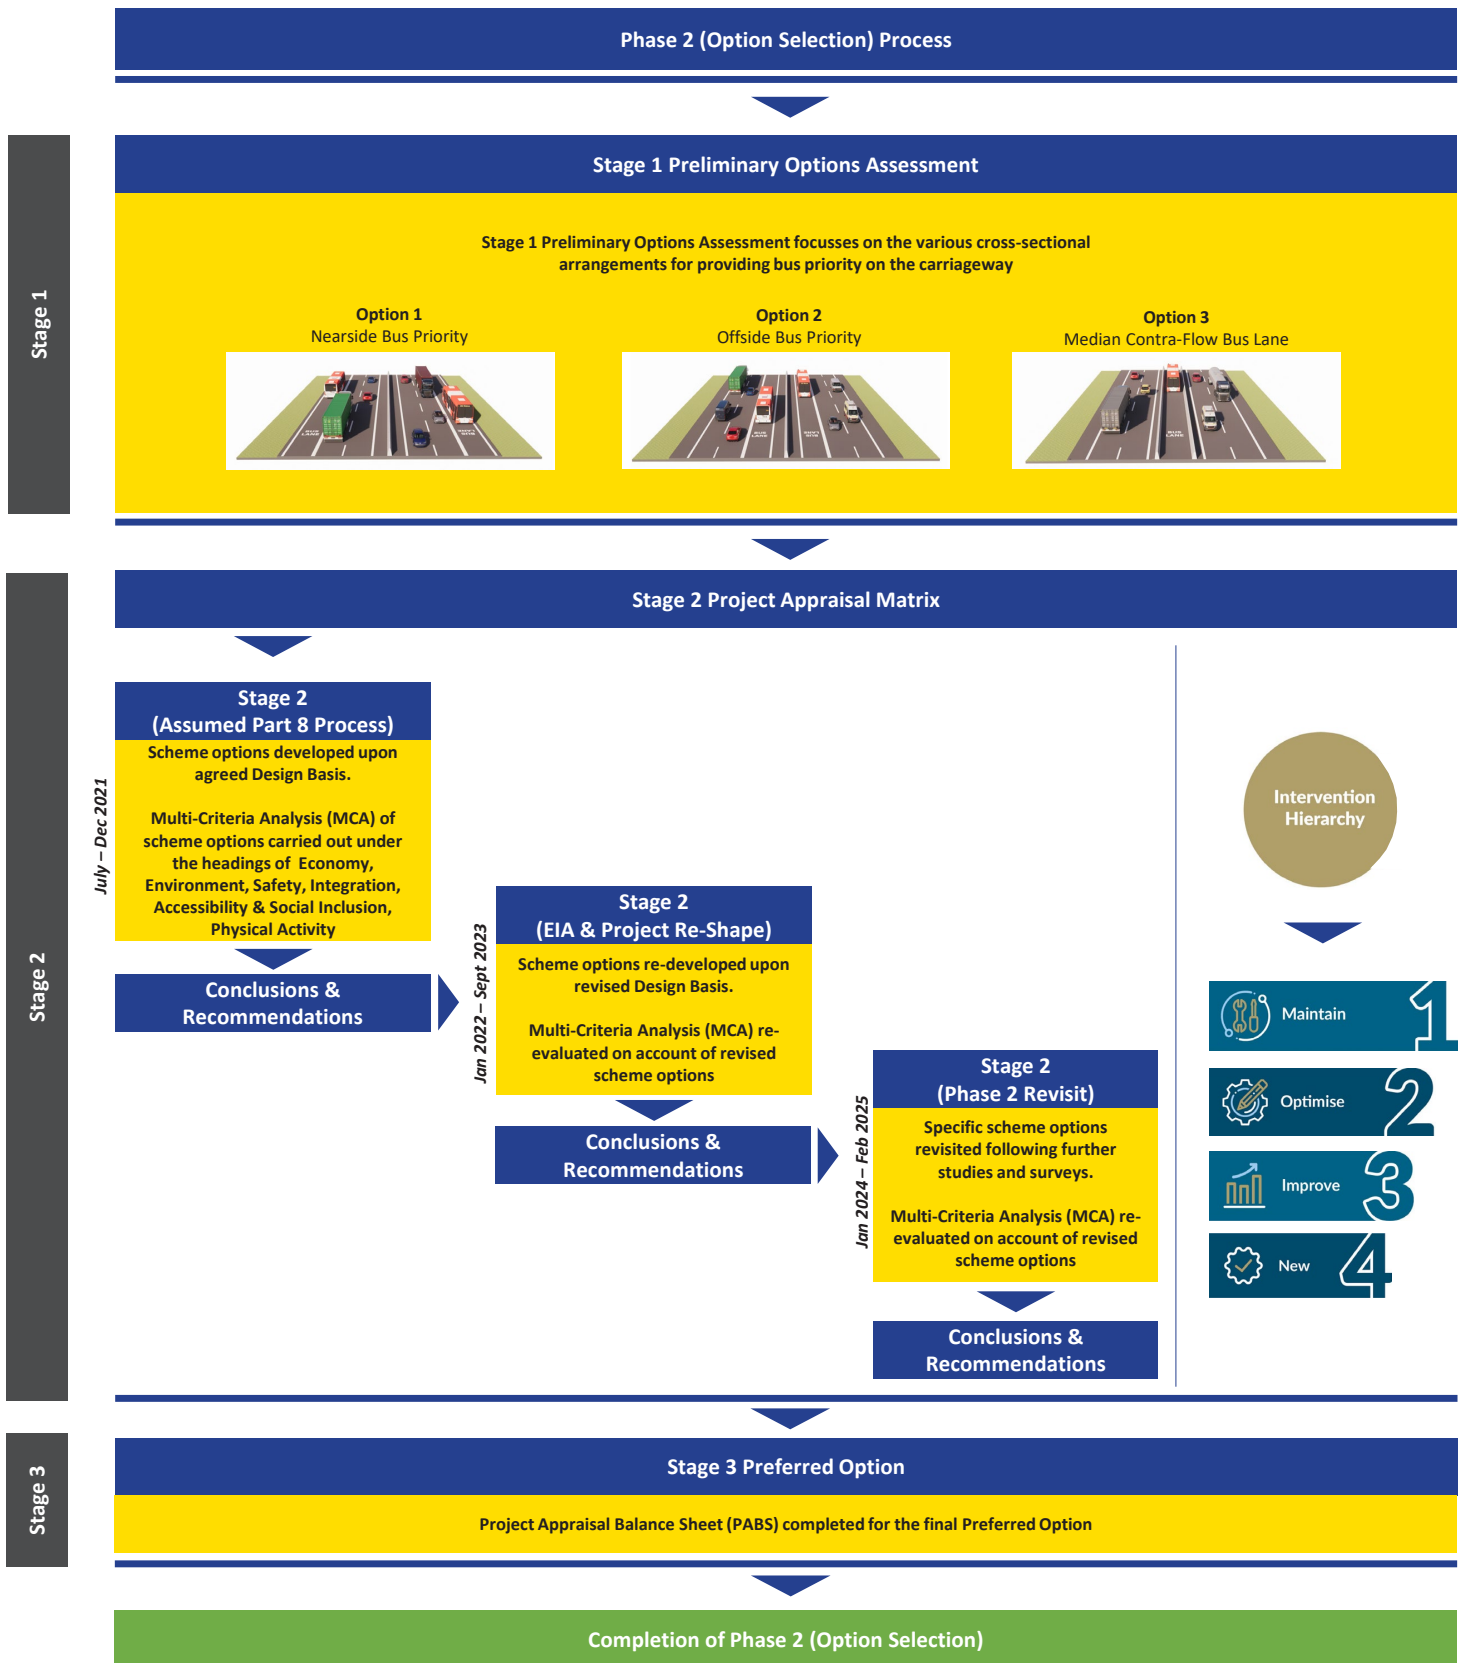 Phase 2 (Option Selection) Process
Stage 1
Stage 1 Preliminary Options Assessment
Stage 1 Preliminary Options Assessment focusses on the various cross-sectional
arrangements for providing bus priority on the carriageway
Option 1
Nearside Bus Priority
BUS
LANE
BUS
LANE
Option 2
Offside Bus Priority
BUS
LANE
BUS
LANE
Option 3
Median Contra-Flow Bus Lane
BUS
LANE
Stage 2
Stage 2 Project Appraisal Matrix
July – Dec 2021
Stage 2
(Assumed Part 8 Process)
Scheme options developed upon
agreed Design Basis.
Multi-Criteria Analysis (MCA) of
scheme options carried out under
the headings of Economy,
Environment, Safety, Integration,
Accessibility & Social Inclusion,
Physical Activity
Conclusions &
Recommendations
Jan 2022 – Sept 2023
Stage 2
(EIA & Project Re-Shape)
Scheme options re-developed upon
revised Design Basis.
Multi-Criteria Analysis (MCA) re-
evaluated on account of revised
scheme options
Conclusions &
Recommendations
Jan 2024 – Feb 2025
Stage 2
(Phase 2 Revisit)
Specific scheme options
revisited following further
studies and surveys.
Multi-Criteria Analysis (MCA) re-
evaluated on account of revised
scheme options
Conclusions &
Recommendations
Intervention
Hierarchy
Maintain 1
Optimise 2
Improve 3
New 4
Stage 3
Stage 3 Preferred Option
Project Appraisal Balance Sheet (PABS) completed for the final Preferred Option
Completion of Phase 2 (Option Selection)